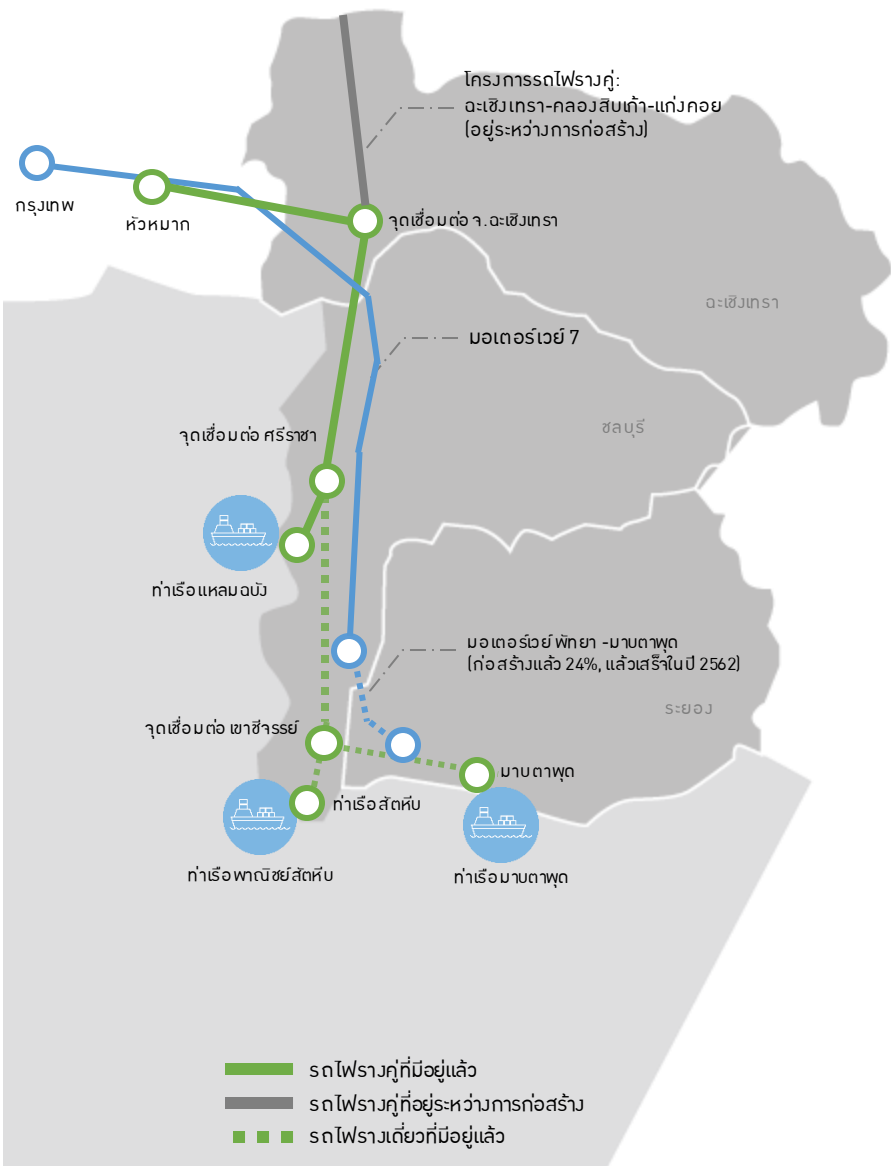 โครงการรถไฟรางคู่:
ฉะเชิงเทรา-คลองสิบเก้า-แก่งคอย
(อยู่ระหว่างการก่อสร้าง)
กรุงเทพ
หัวหมาก
จุดเชื่อมต่อ จ.ฉะเชิงเทรา
ฉะเชิงเทรา
มอเตอร์เวย์ 7
ชลบุรี
จุดเชื่อมต่อ ศรีราชา
ท่าเรือแหลมฉบัง
มอเตอร์เวย์ พัทยา -มาบตาพุด
(ก่อสร้างแล้ว 24%, แล้วเสร็จในปี 2562)
ระยอง
จุดเชื่อมต่อ เขาชีจรรย์
มาบตาพุด
ท่าเรือ สัตหีบ
ท่าเรือพาณิชย์สัตหีบ
ท่าเรือมาบตาพุด
รถไฟรางคู่ที่มีอยู่แล้ว
รถไฟรางคู่ที่อยู่ระหว่างการก่อสร้าง
รถไฟรางเดี่ยวที่มีอยู่แล้ว